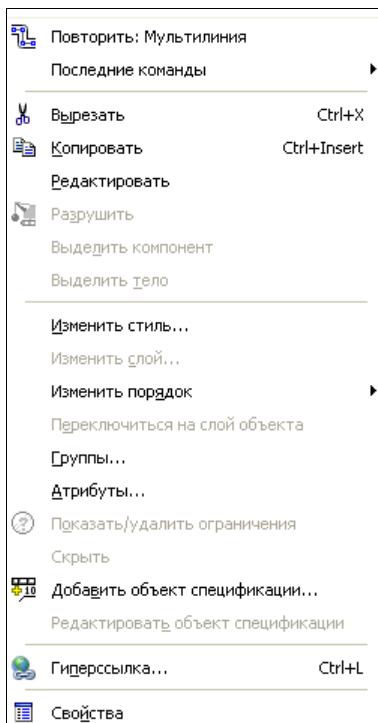 Повторить: Мультилиния
Последние команды
Вырезать Ctrl+X
Копировать Ctrl+Insert
Редактировать
Разрушить
Выделить компонент
Выделить тело
Изменить стиль...
Изменить слой...
Изменить порядок
Переключиться на слой объекта
Группы...
Атрибуты...
Показать/удалить ограничения
Скрыть
Добавить объект спецификации...
Редактировать объект спецификации
Гиперссылка... Ctrl+L
Свойства